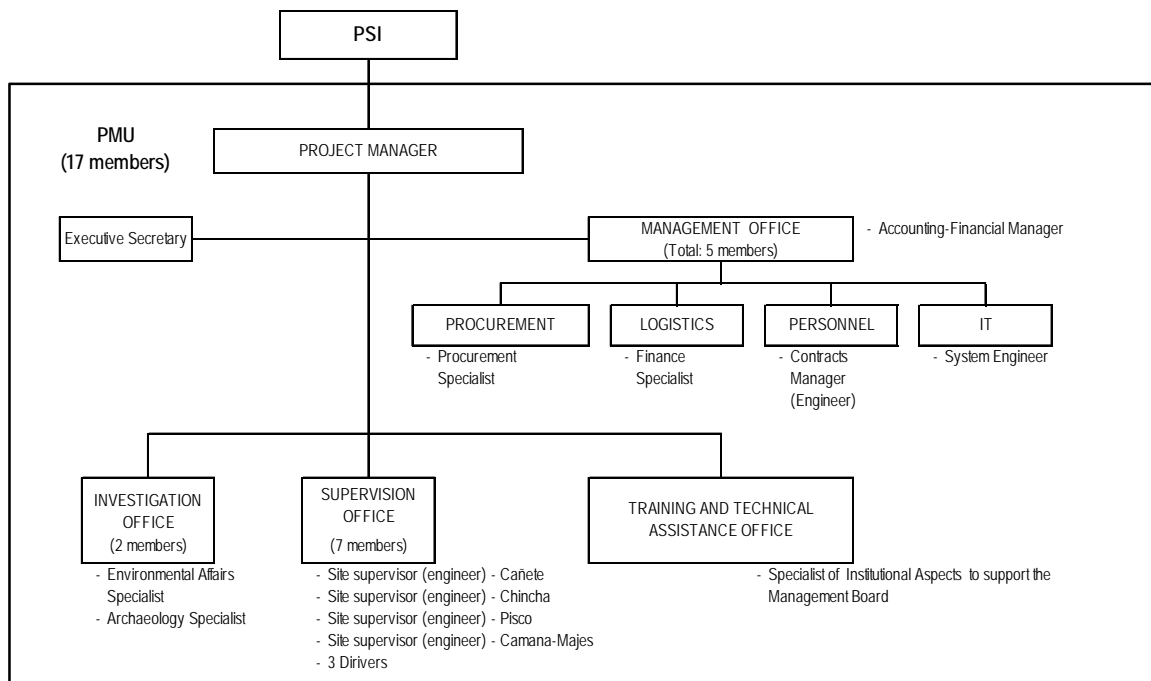 PSI
PMU
(17 members)
PROJECT MANAGER
Executive Secretary
MANAGEMENT OFFICE
(Total: 5 members)
- Accounting-Financial Manager
PROCUREMENT
- Procurement
Specialist
LOGISTICS
- Finance
Specialist
PERSONNEL
- Contracts
Manager
(Engineer)
IT
- System Engineer
INVESTIGATION
OFFICE
(2 members)
- Environmental Affairs
Specialist
- Archaeology Specialist
SUPERVISION
OFFICE
(7 members)
- Site supervisor (engineer) - Cañete
- Site supervisor (engineer) - Chincha
- Site supervisor (engineer) - Pisco
- Site supervisor (engineer) - Camana-Majes
- 3 Dirivers
TRAINING AND TECHNICAL
ASSISTANCE OFFICE
- Specialist of Institutional Aspects to support the
Management Board